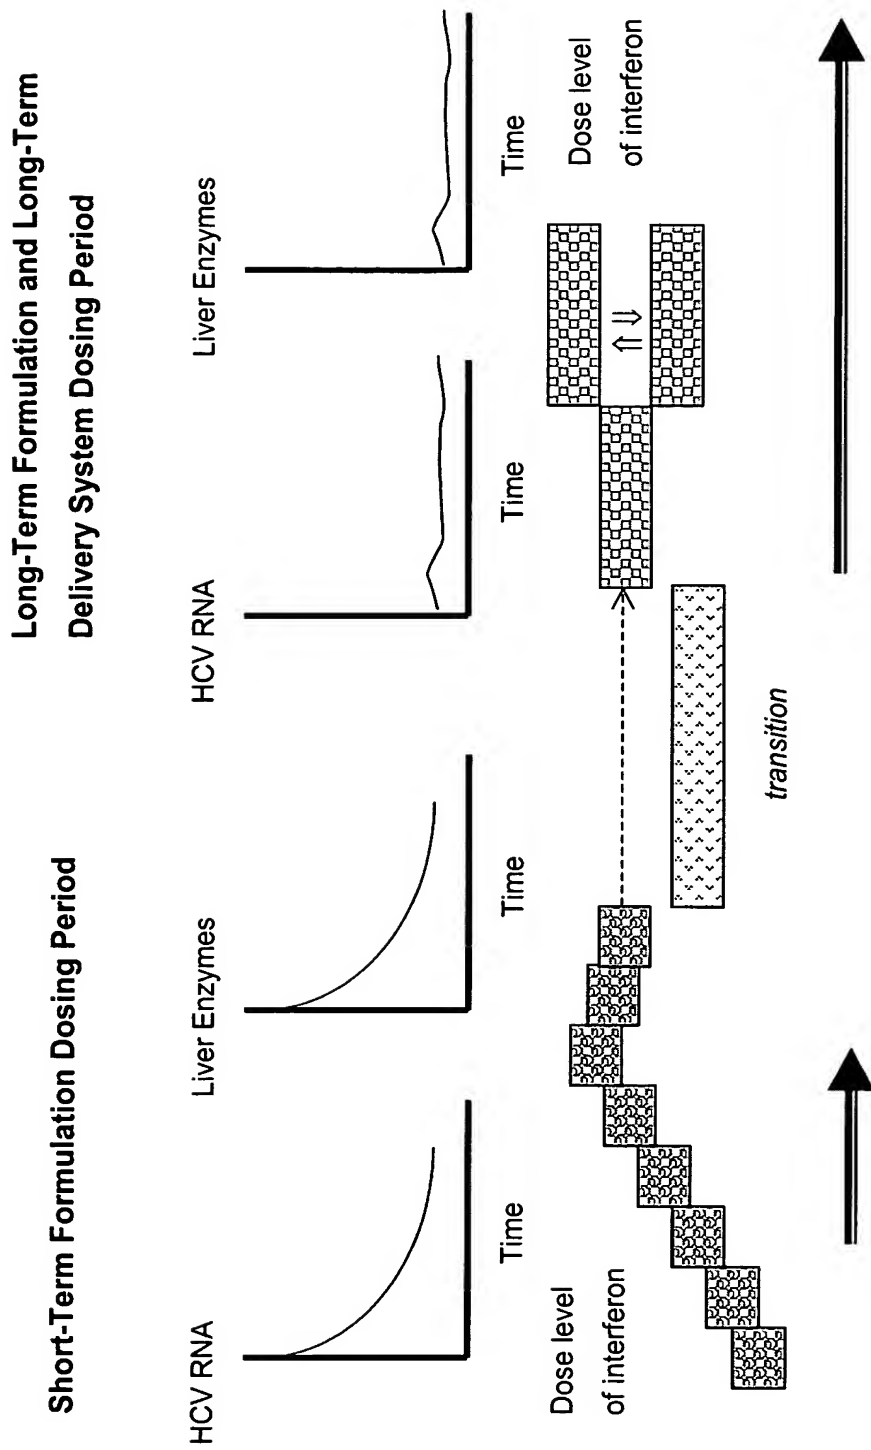 Short-Term Formulation Dosing Period
Long-Term Formulation and Long-Term
Delivery System Dosing Period
HCV RNA
Liver Enzymes
HCV RNA
Liver Enzymes
Time
Time
Time
Time
Dose level
of interferon
Dose level
of interferon
transition